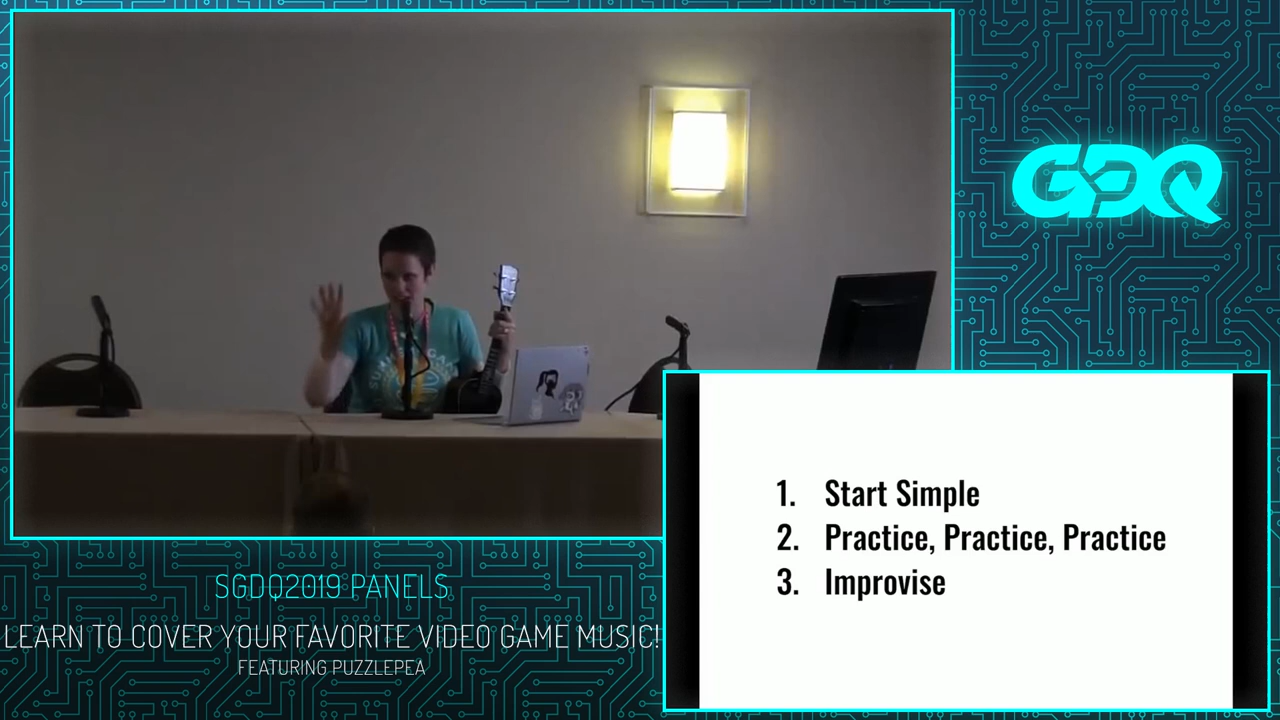 GDQ
1. Start Simple
2. Practice, Practice, Practice
3. Improvise
SGDQ2019 PANELS
LEARN TO COVER YOUR FAVORITE VIDEO GAME MUSIC!
FEATURING PUZZLEPEA